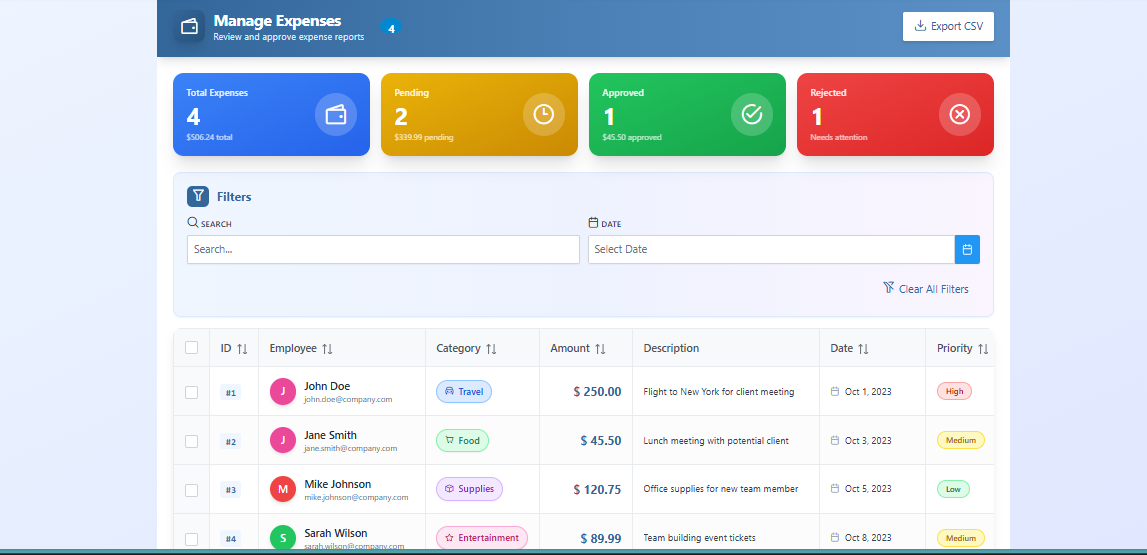 Manage Expenses
Review and approve expense reports
4
Export CSV
Total Expenses
4
$506.24 total
Pending
2
$339.99 pending
Approved
1
$45.50 approved
Rejected
1
Needs attention
Filters
SEARCH
DATE
Search...
Select Date
Clear All Filters
ID Employee Category Amount Description Date Priority
#1 J John Doe Travel $ 250.00 Flight to New York for client meeting Oct 1, 2023 High
john.doe@company.com
#2 J Jane Smith Food $ 45.50 Lunch meeting with potential client Oct 3, 2023 Medium
jane.smith@company.com
#3 M Mike Johnson Supplies $ 120.75 Office supplies for new team member Oct 5, 2023 Low
mike.johnson@company.com
#4 S Sarah Wilson Entertainment $ 89.99 Team building event tickets Oct 8, 2023 Medium
sarah.wilson@company.com